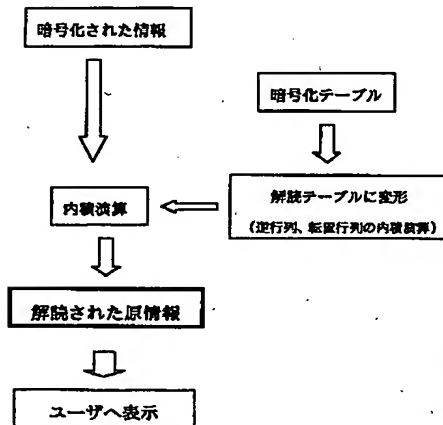 暗号化された情報
暗号化テーブル
解読テーブルに変形
(逆行列、転置行列の内積演算)
内積演算
解読された原情報
ユーザへ表示